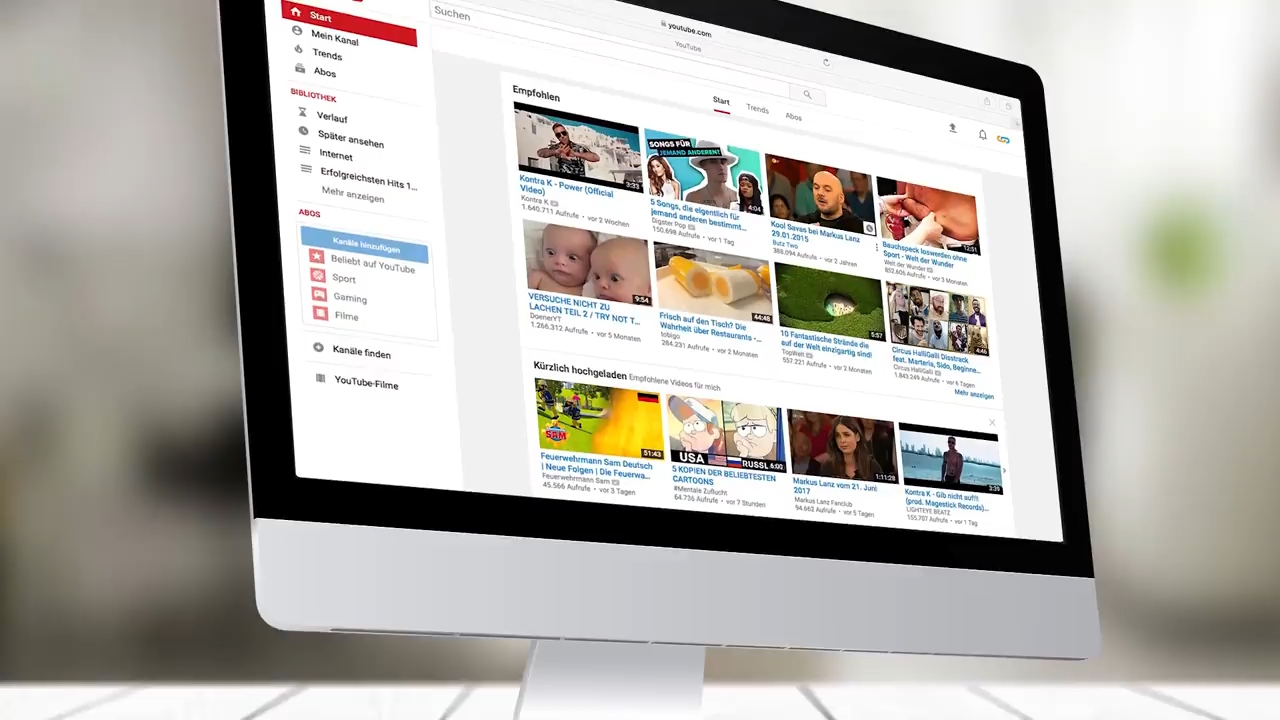 youtube.com
YouTube
Suchen
Start
Mein Kanal
Trends
Abos
BIBLIOTHEK
Verlauf
Später ansehen
Internet
Erfolgreichsten Hits 1...
Mehr anzeigen
ABOS
Kanäle hinzufügen
Beliebt auf YouTube
Sport
Gaming
Filme
Kanäle finden
YouTube-Filme
Start
Trends
Abos
Empfohlen
3:33
Kontra K - Power (Official
Video)
Kontra K
1.640.711 Aufrufe • vor 2 Wochen
SONGS FÜR
JEMAND ANDEREN!
4:04
5 Songs, die eigentlich für
jemand anderen bestimmt...
Digster Pop
150.698 Aufrufe • vor 1 Tag
Kool Savas bei Markus Lanz
29.01.2015
Butz Two
388.094 Aufrufe • vor 2 Jahren
12:51
Bauchspeck loswerden ohne
Sport - Welt der Wunder
Welt der Wunder
852.606 Aufrufe • vor 3 Monaten
9:54
VERSUCHE NICHT ZU
LACHEN TEIL 2 / TRY NOT T...
DoenerYT
1.266.312 Aufrufe • vor 5 Monaten
44:48
Frisch auf den Tisch? Die
Wahrheit über Restaurants -...
tobigo
284.231 Aufrufe • vor 2 Monaten
5:57
10 Fantastische Strände die
auf der Welt einzigartig sind!
TopWelt
557.221 Aufrufe • vor 2 Monaten
4:46
Circus HalliGalli Disstrack
feat. Marteria, Sido, Beginne...
Circus HalliGalli
1.843.249 Aufrufe • vor 6 Tagen
Mehr anzeigen
Kürzlich hochgeladen Empfohlene Videos für mich
SAM
51:43
Feuerwehrmann Sam Deutsch
| Neue Folgen | Die Feuerwa...
Feuerwehrmann Sam
45.566 Aufrufe • vor 3 Tagen
USA
RUSSL
6:00
5 KOPIEN DER BELIEBTESTEN
CARTOONS
#Mentale Zuflucht
64.736 Aufrufe • vor 7 Stunden
1:11:28
Markus Lanz vom 21. Juni
2017
Markus Lanz Fanclub
94.662 Aufrufe • vor 5 Tagen
3:39
Kontra K - Gib nicht auf!!!
(prod. Magestick Records)...
LIGHTEYE BEATZ
155.707 Aufrufe • vor 1 Tag